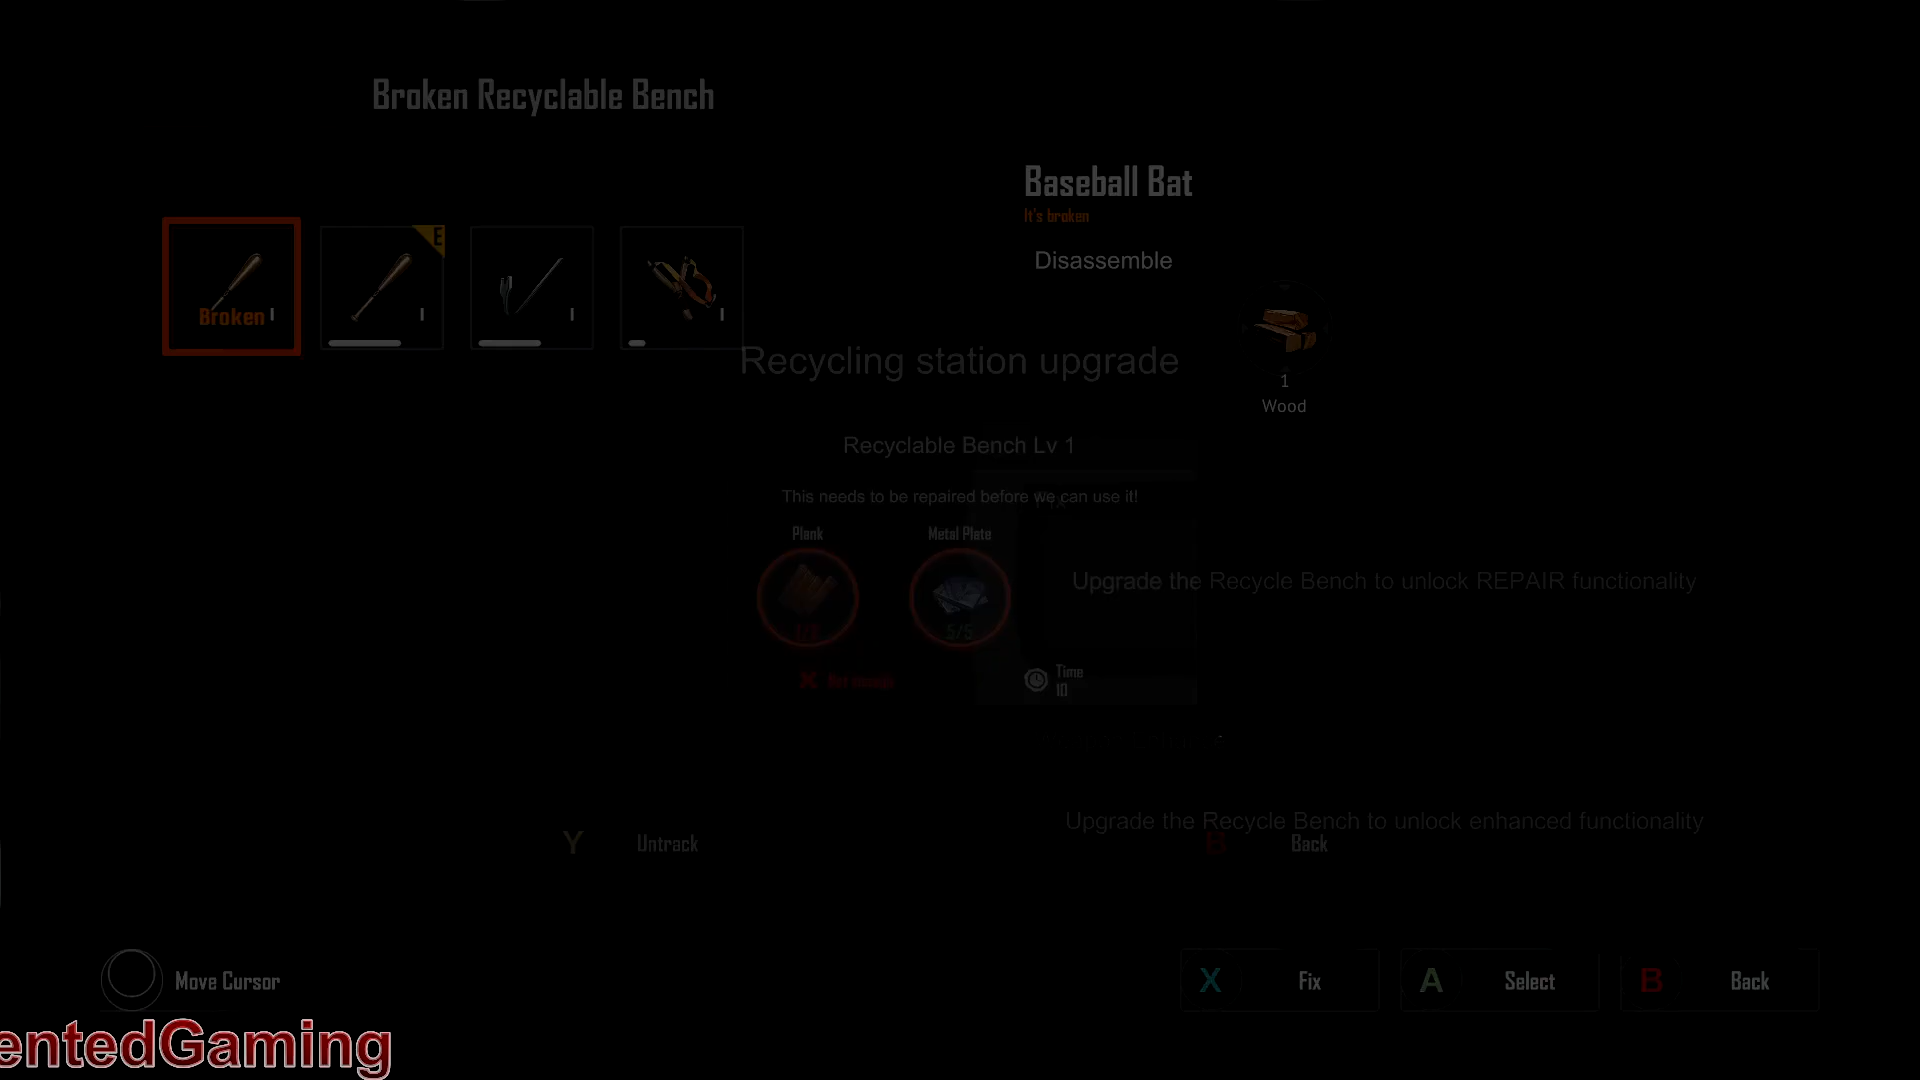 Broken Recyclable Bench
Baseball Bat
It's broken
Disassemble
E
Broken I
I
I
I
Recycling station upgrade
1
Wood
Recyclable Bench Lv 1
This needs to be repaired before we can use it!
Fix
Plank
Metal Plate
Upgrade the Recycle Bench to unlock REPAIR functionality
5/5
Not enough
Time
10
Upgrade the Recycle Bench to unlock enhanced functionality
Y Untrack
B Back
Move Cursor
X Fix
A Select
B Back
entedGaming